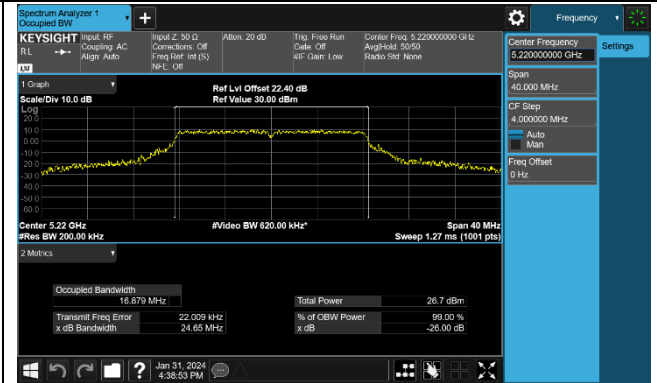 Spectrum Analyzer 1
Occupied BW
+
Frequency
KEYSIGHT
RL
LXI
Input: RF
Coupling: AC
Align: Auto
Input Z: 50 Ω
Corrections: Off
Freq Ref: Int (S)
NFE: Off
Atten: 20 dB
Trig: Free Run
Gate: Off
#IF Gain: Low
Center Freq: 5.220000000 GHz
Avg|Hold: 50/50
Radio Std: None
Center Frequency
5.220000000 GHz
Settings
Span
40.000 MHz
CF Step
4.000000 MHz
Auto
Man
Freq Offset
0 Hz
1 Graph
Scale/Div 10.0 dB
Ref Lvl Offset 22.40 dB
Ref Value 30.00 dBm
Log
20.0
10.0
0.00
-10.0
-20.0
-30.0
-40.0
-50.0
-60.0
Center 5.22 GHz
#Video BW 620.00 kHz*
Span 40 MHz
#Res BW 200.00 kHz
Sweep 1.27 ms (1001 pts)
2 Metrics
Occupied Bandwidth
16.879 MHz
Total Power 26.7 dBm
Transmit Freq Error 22.009 kHz
% of OBW Power 99.00 %
x dB Bandwidth 24.65 MHz
x dB -26.00 dB
?
Jan 31, 2024
4:38:53 PM